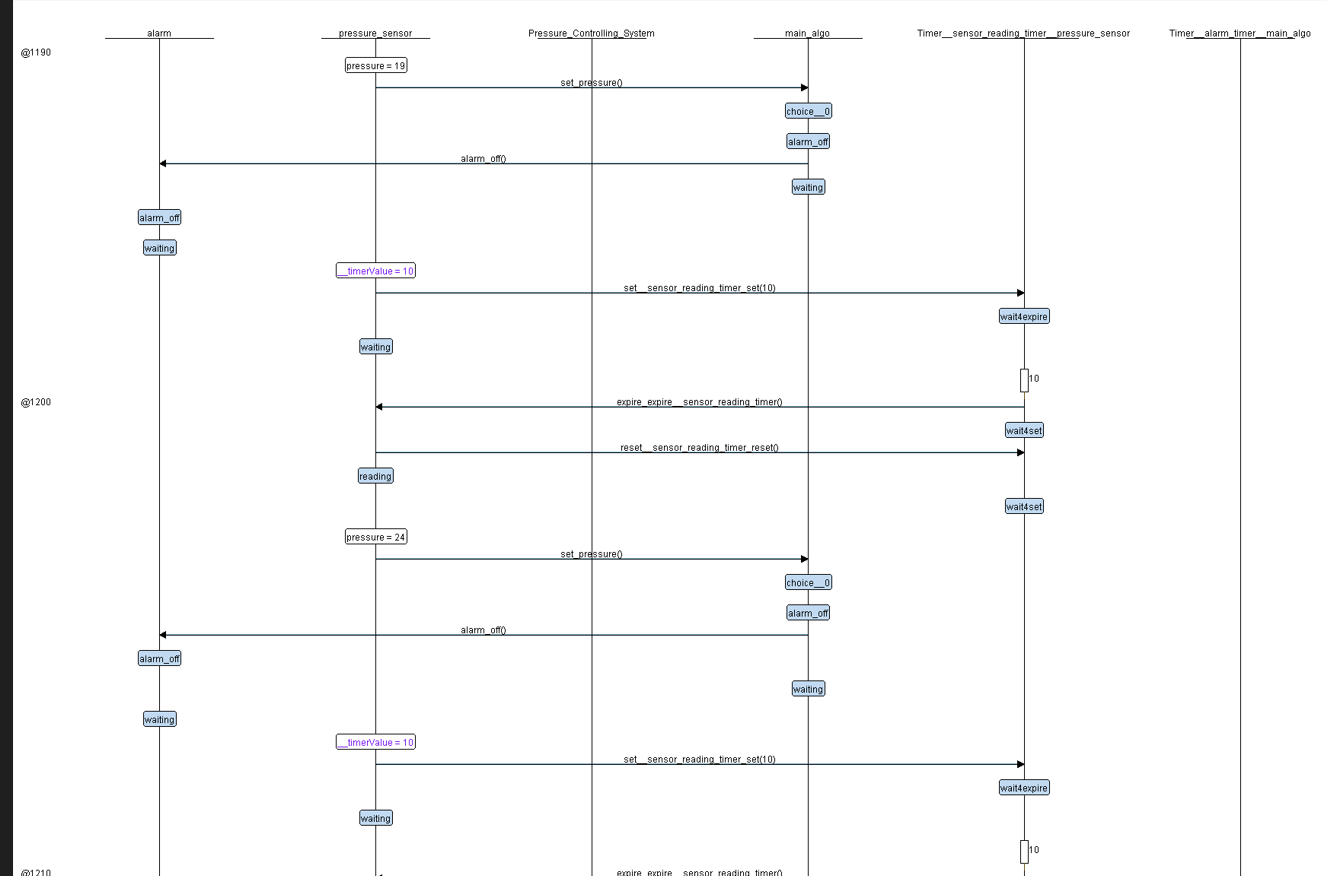 alarm pressure_sensor Pressure_Controlling_System main_algo Timer__sensor_reading_timer__pressure_sensor Timer__alarm_timer__main_algo
@1190
pressure = 19
set_pressure()
choice__0
alarm_off
alarm_off()
waiting
alarm_off
waiting
__timerValue = 10
set__sensor_reading_timer_set(10)
wait4expire
waiting
10
@1200 expire_expire__sensor_reading_timer()
wait4set
reset__sensor_reading_timer_reset()
reading
wait4set
pressure = 24
set_pressure()
choice__0
alarm_off
alarm_off()
alarm_off
waiting
waiting
__timerValue = 10
set__sensor_reading_timer_set(10)
wait4expire
waiting
10
@1210 expire_expire__sensor_reading_timer()